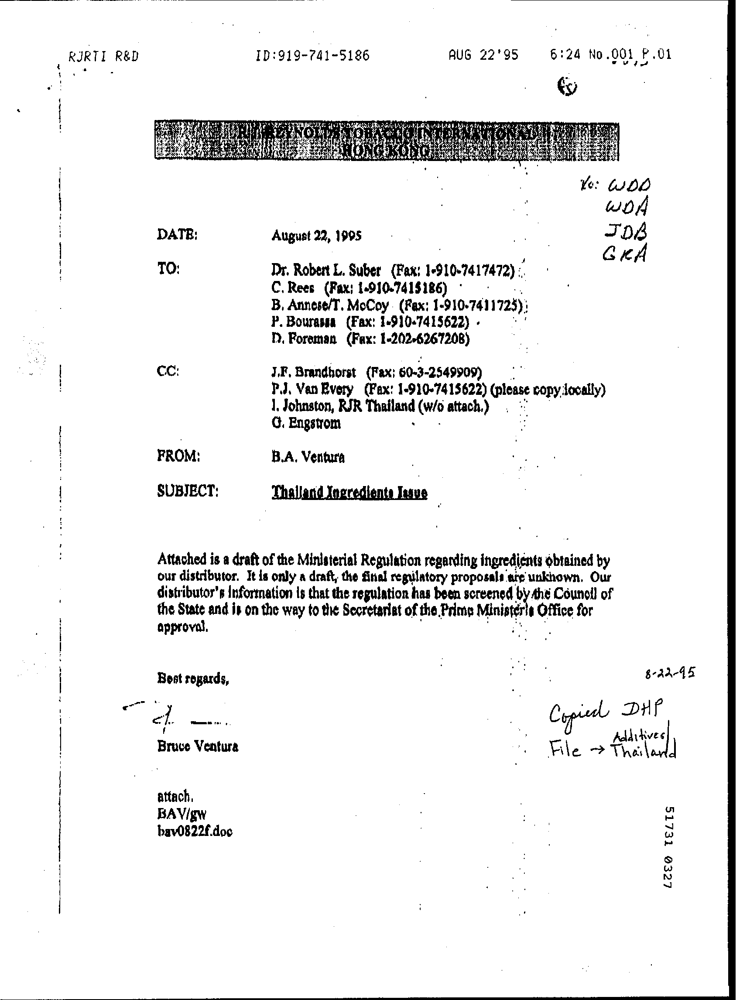 RJRTI R&D ID:919-741-5186 AUG 22'95 6:24 No.001 P.01
R.J. REYNOLDS TOBACCO INTERNATIONAL
HONG KONG
To: WDD
WDA
JDB
GKA
DATE: August 22, 1995
TO: Dr. Robert L. Suber (Fax: 1-910-7417472)
C. Rees (Fax: 1-910-7415186)
B. Annese/T. McCoy (Fax: 1-910-7411725)
P. Bourassa (Fax: 1-910-7415622)
D. Foreman (Fax: 1-202-6267208)
CC: J.F. Brandhorst (Fax: 60-3-2549909)
P.J. Van Every (Fax: 1-910-7415622) (please copy locally)
I. Johnston, RJR Thailand (w/o attach.)
G. Engstrom
FROM: B.A. Ventura
SUBJECT: Thailand Ingredients Issue
Attached is a draft of the Ministerial Regulation regarding ingredients obtained by
our distributor. It is only a draft, the final regulatory proposals are unknown. Our
distributor's information is that the regulation has been screened by the Council of
the State and is on the way to the Secretariat of the Prime Minister's Office for
approval.
Best regards,
Bruce Ventura
8-22-95
Copied DHP
File → Additives/
Thailand
attach.
BAV/gw
bav0822f.doc
51731 0327